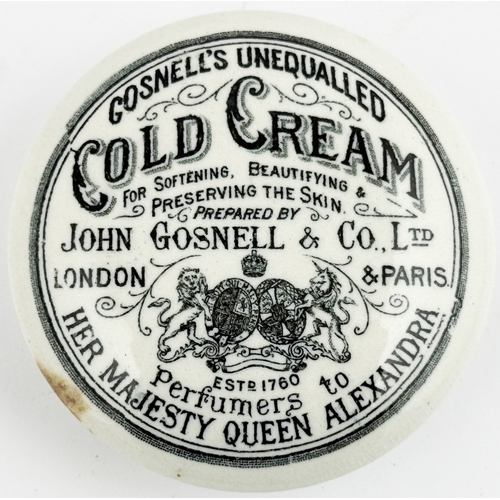 GOSNELL'S UNEQUALLED
COLD CREAM
FOR SOFTENING, BEAUTIFYING &
PRESERVING THE SKIN.
PREPARED BY
JOHN GOSNELL & CO., LTD
LONDON & PARIS.
ESTD 1760
Perfumers to
HER MAJESTY QUEEN ALEXANDRA.